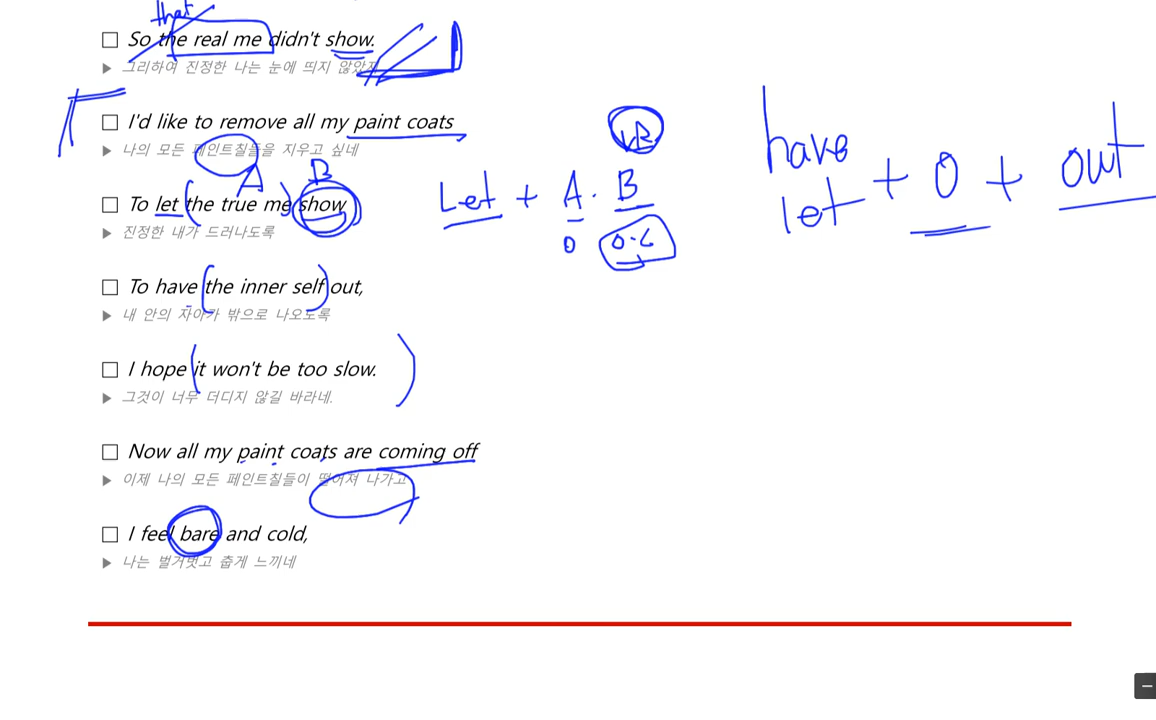 that
So the real me didn't show.
그리하여 진정한 나는 눈에 띄지 않았지
I'd like to remove all my paint coats
나의 모든 페인트칠들을 지우고 싶네
A B
To let the true me show
진정한 내가 드러나도록
Let + A. B
O O.C
have
let + O + out
To have the inner self out,
내 안의 자아가 밖으로 나오도록
I hope it won't be too slow.
그것이 너무 더디지 않길 바라네.
Now all my paint coats are coming off
이제 나의 모든 페인트칠들이 떨어져 나가고
I feel bare and cold,
나는 벌거벗고 춥게 느끼네